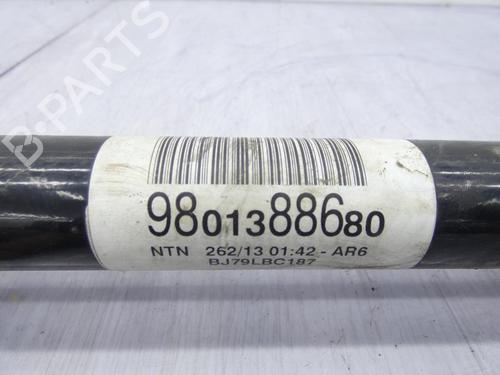 B-PARTS
9801388680
NTN 262/13 01:42 - AR6
BJ79LBC187